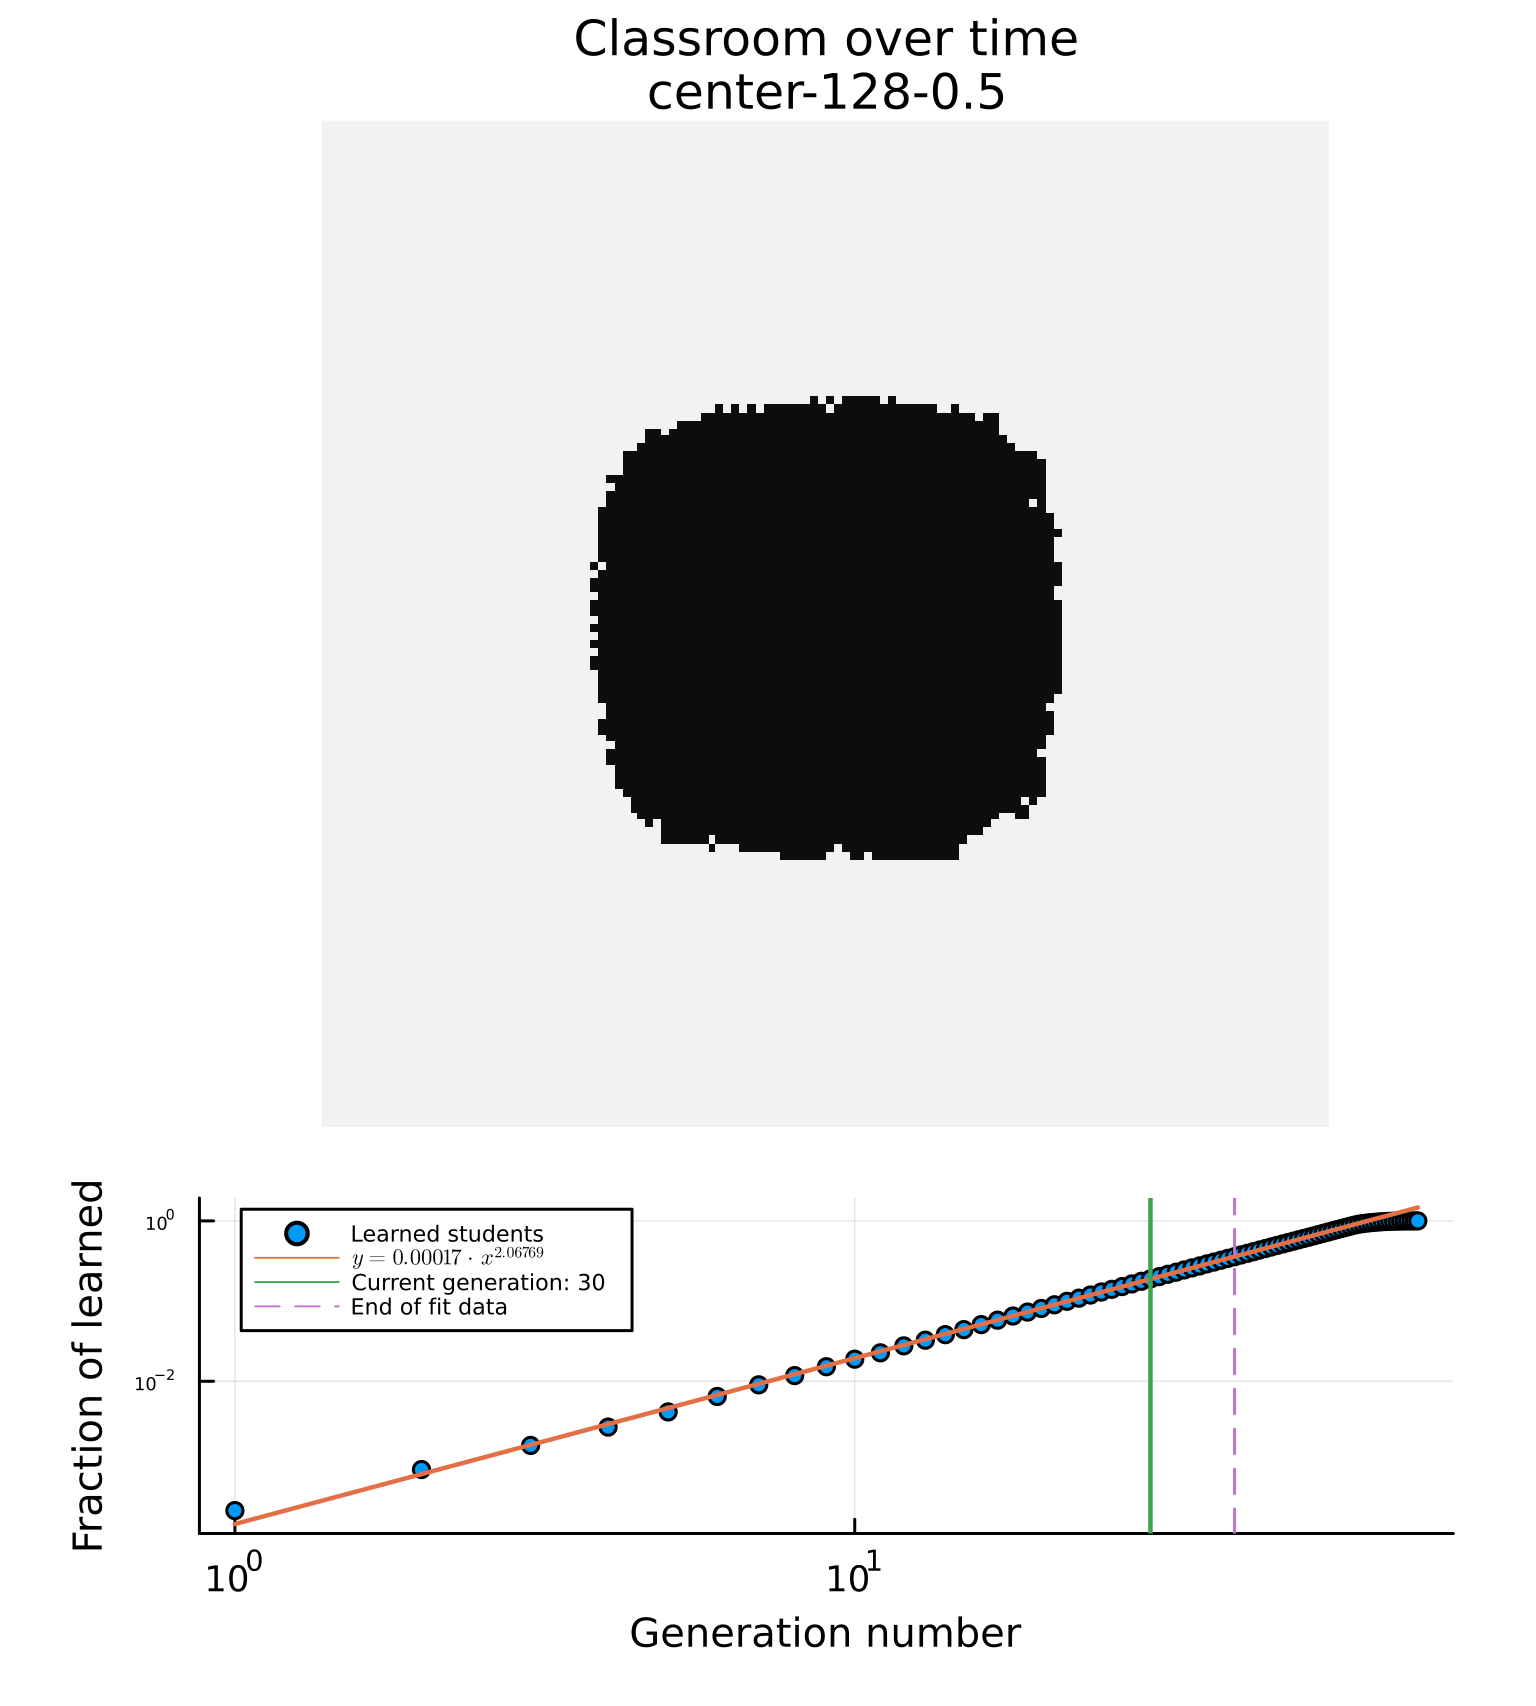 Classroom over time
center-128-0.5
Fraction of learned
10^0
10^−2
Learned students
y = 0.00017 · x^2.06769
Current generation: 30
End of fit data
10^0
10^1
Generation number